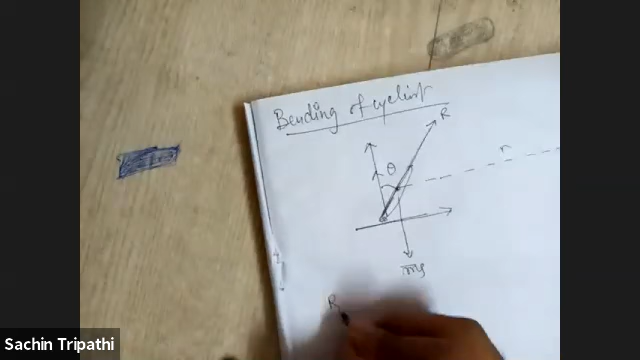 Bending of cyclist
R
θ
r
mg
R
Sachin Tripathi